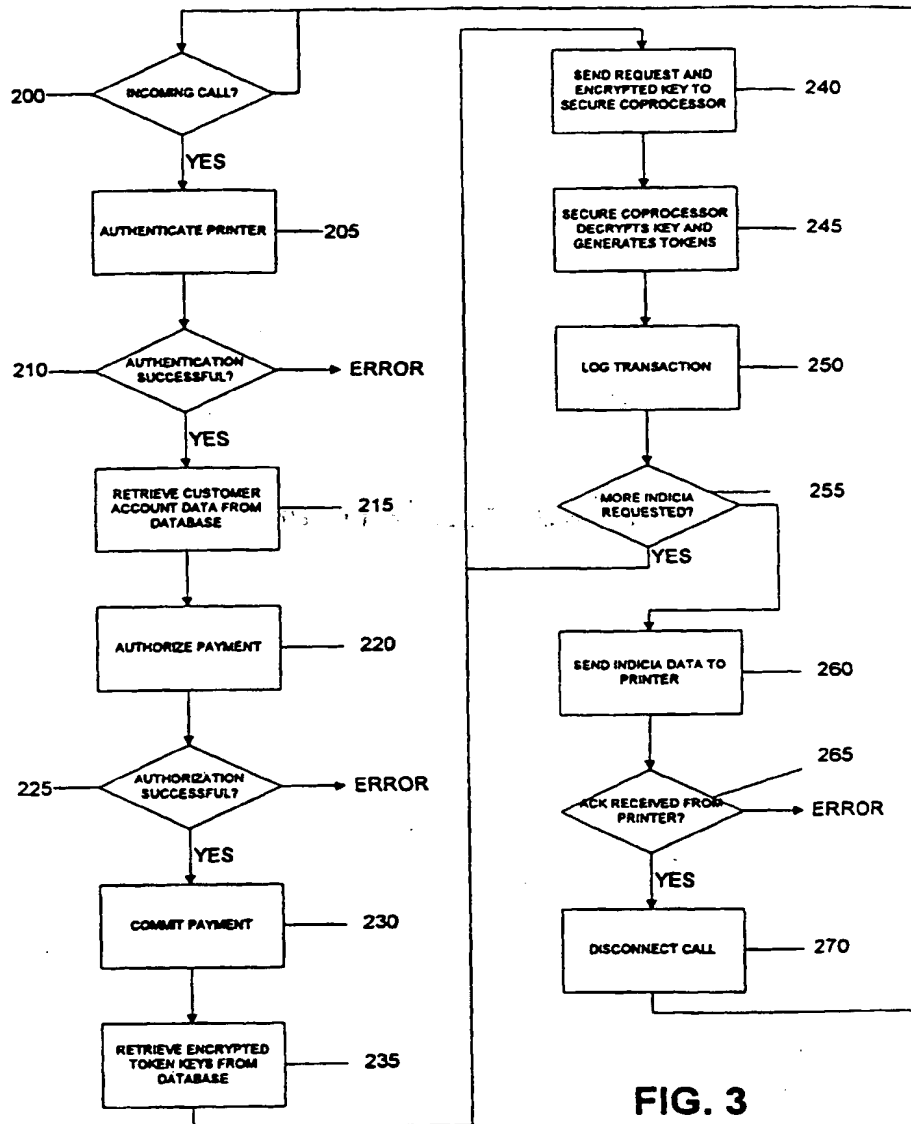 200
INCOMING CALL?
YES
AUTHENTICATE PRINTER
205
210
AUTHENTICATION
SUCCESSFUL?
ERROR
YES
RETRIEVE CUSTOMER
ACCOUNT DATA FROM
DATABASE
215
AUTHORIZE PAYMENT
220
225
AUTHORIZATION
SUCCESSFUL?
ERROR
YES
COMMIT PAYMENT
230
RETRIEVE ENCRYPTED
TOKEN KEYS FROM
DATABASE
235
SEND REQUEST AND
ENCRYPTED KEY TO
SECURE COPROCESSOR
240
SECURE COPROCESSOR
DECRYPTS KEY AND
GENERATES TOKENS
245
LOG TRANSACTION
250
MORE INDICIA
REQUESTED?
255
YES
SEND INDICIA DATA TO
PRINTER
260
265
ACK RECEIVED FROM
PRINTER?
ERROR
YES
DISCONNECT CALL
270
FIG. 3